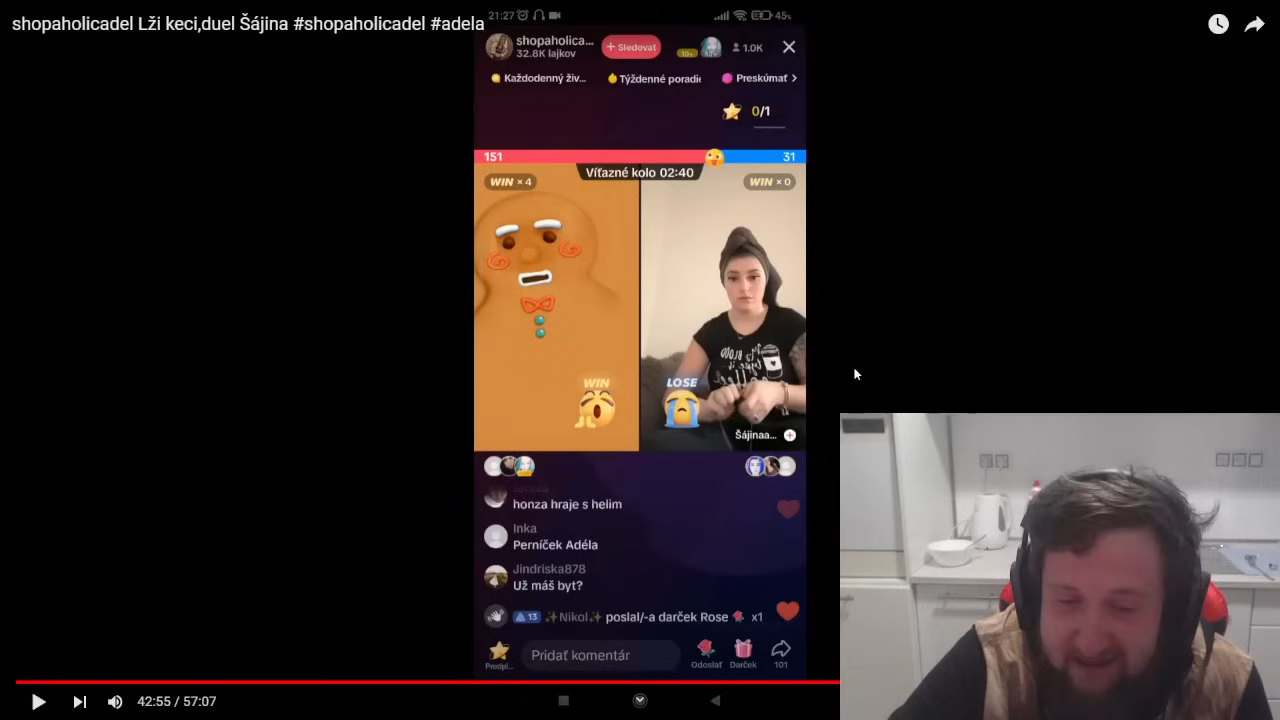 shopaholicadel Lži keci,duel Šájina #shopaholicadel #adela
21:27 45%
shopaholica... + Sledovat 1.0K
32.8K lajkov
Každodenný živ... Týždenné poradie Preskúmať >
0/1
151 31
Víťazné kolo 02:40
WIN × 4 WIN × 0
WIN LOSE
Šájinaa...
honza hraje s helim
Inka
Perníček Adéla
Jindriska878
Už máš byt?
13 ✨Nikol✨ poslal/-a darček Rose x1
Predpl... Pridať komentár Odoslať Darček 101
42:55 / 57:07